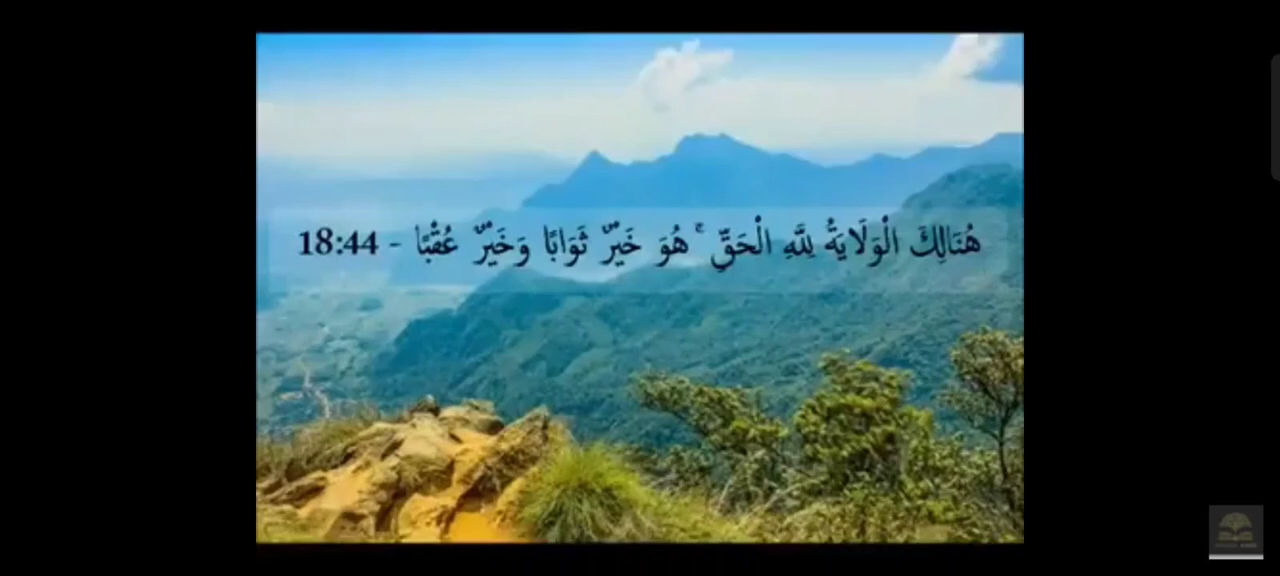 هُنَالِكَ الْوَلَايَةُ لِلَّهِ الْحَقِّ ۚ هُوَ خَيْرٌ ثَوَابًا وَخَيْرٌ عُقْبًا - 18:44